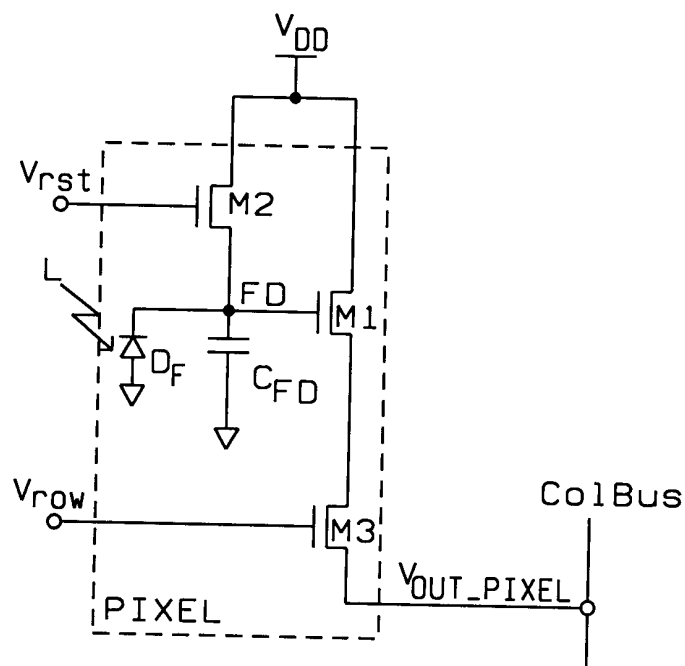 VDD
Vrst
M2
L
FD
M1
DF
CFD
Vrow
ColBus
M3
VOUT_PIXEL
PIXEL